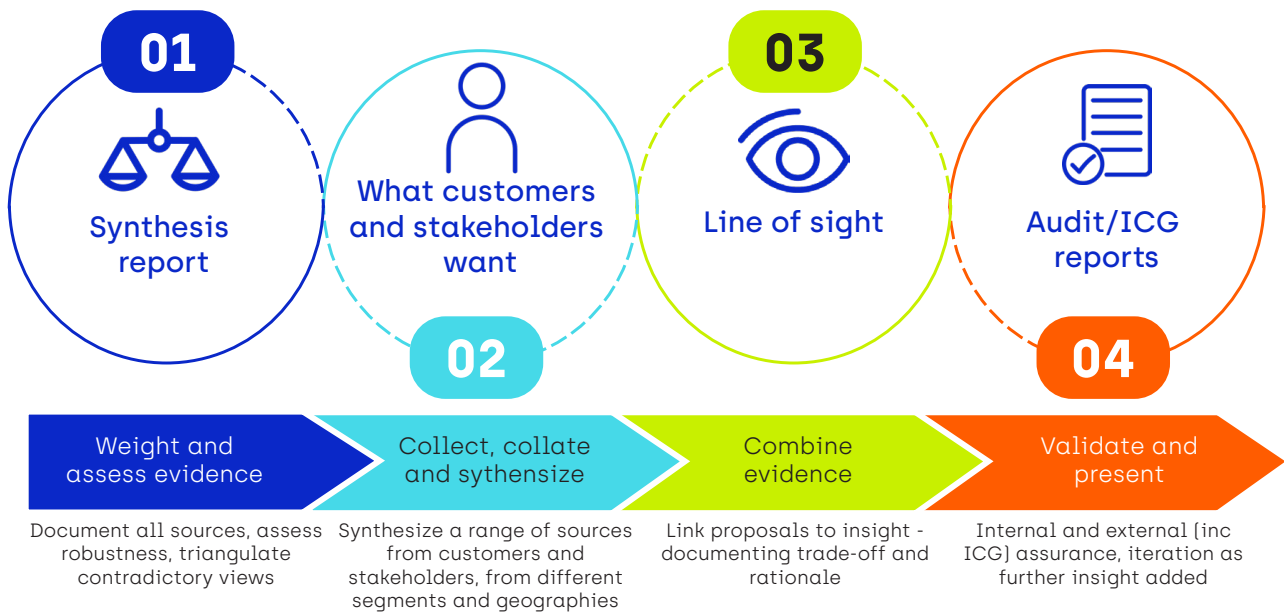 01
Synthesis
report
What customers
and stakeholders
want
02
03
Line of sight
Audit/ICG
reports
04
Weight and
assess evidence
Collect, collate
and sythensize
Combine
evidence
Validate and
present
Document all sources, assess
robustness, triangulate
contradictory views
Synthesize a range of sources
from customers and
stakeholders, from different
segments and geographies
Link proposals to insight -
documenting trade-off and
rationale
Internal and external (inc
ICG) assurance, iteration as
further insight added